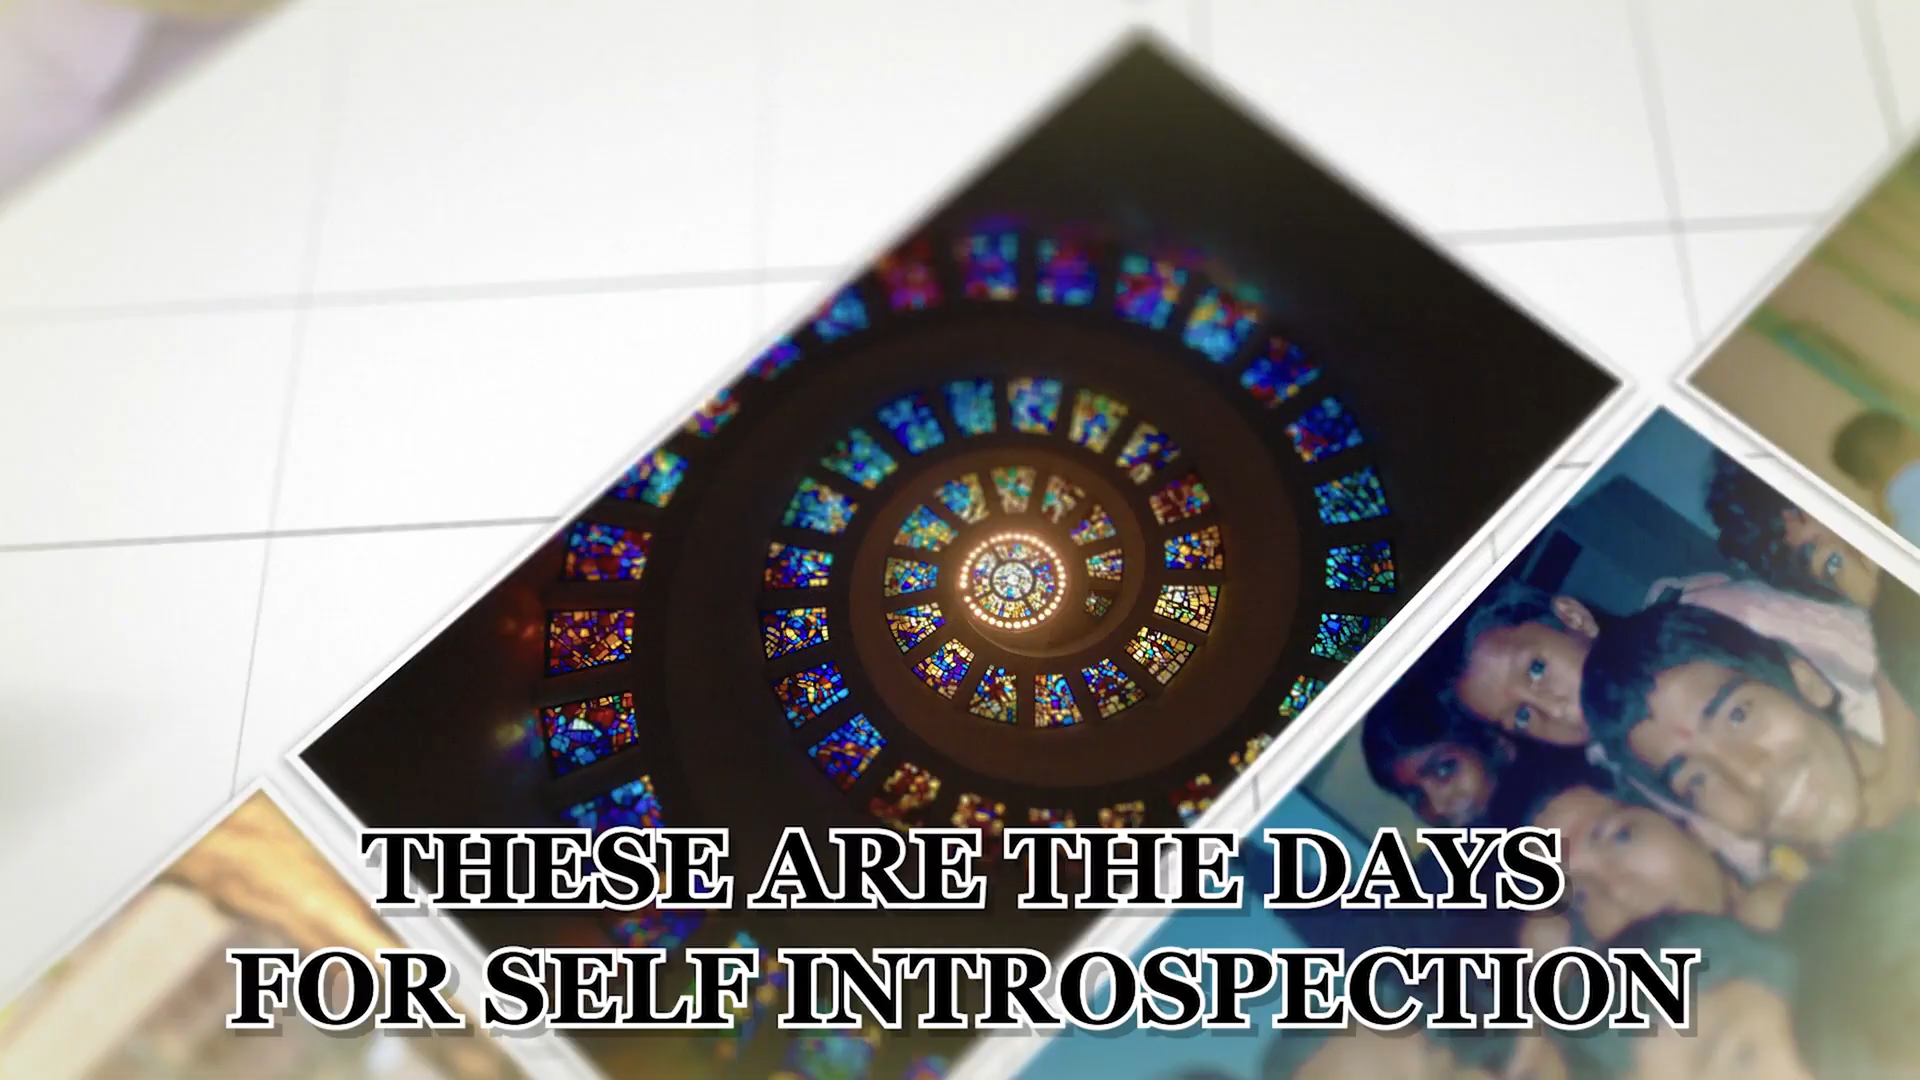 THESE ARE THE DAYS
FOR SELF INTROSPECTION